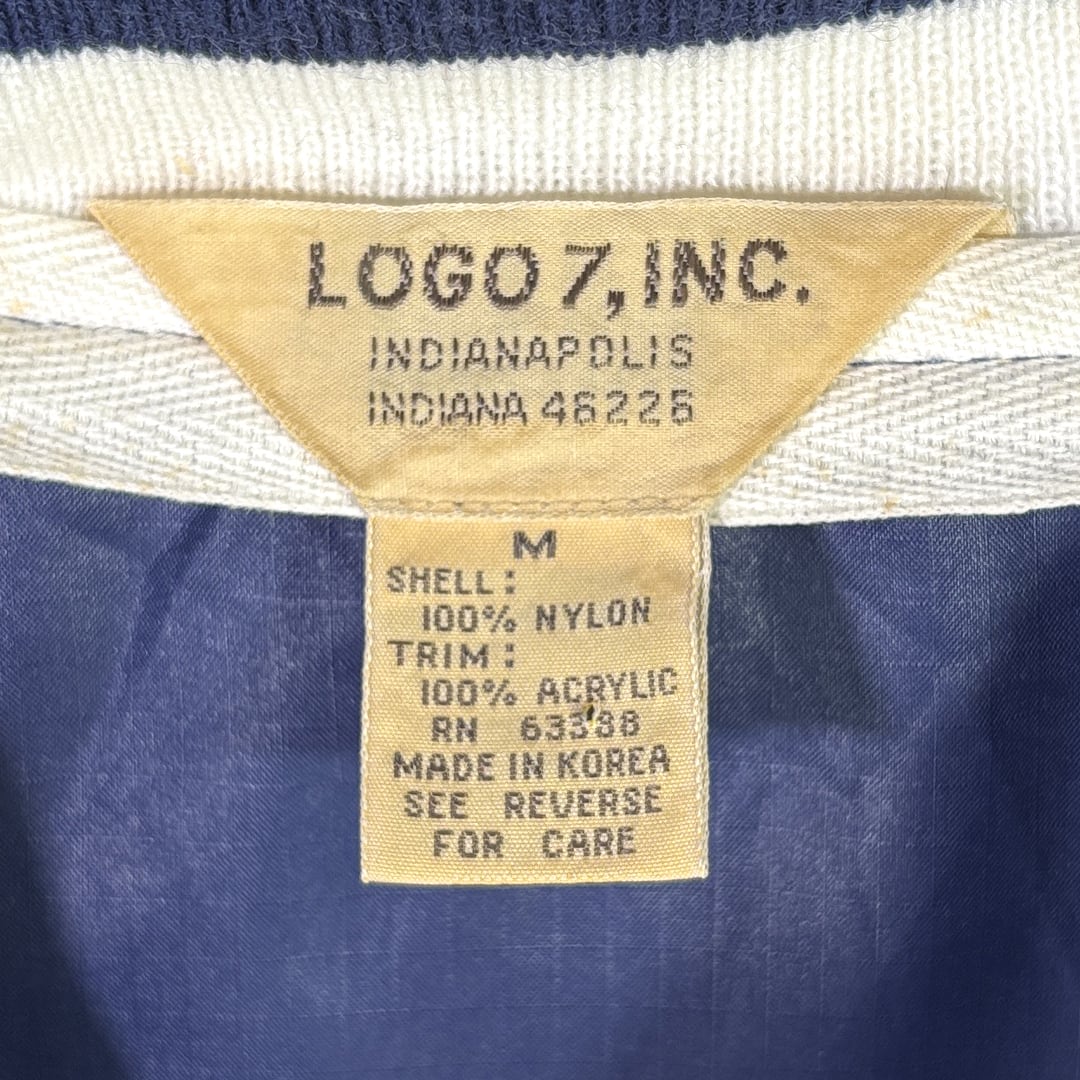 LOGO 7, INC.
INDIANAPOLIS
INDIANA 46226
M
SHELL:
100% NYLON
TRIM:
100% ACRYLIC
RN 63388
MADE IN KOREA
SEE REVERSE
FOR CARE